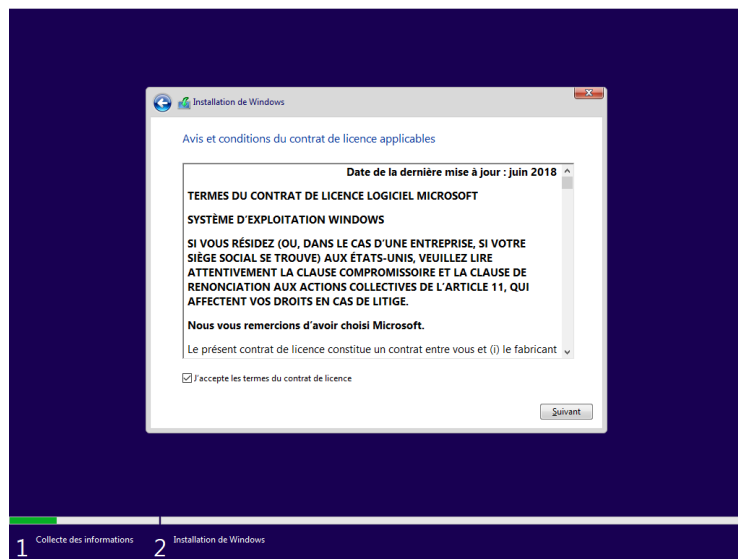 Installation de Windows
Avis et conditions du contrat de licence applicables
Date de la dernière mise à jour : juin 2018
TERMES DU CONTRAT DE LICENCE LOGICIEL MICROSOFT
SYSTÈME D'EXPLOITATION WINDOWS
SI VOUS RÉSIDEZ (OU, DANS LE CAS D'UNE ENTREPRISE, SI VOTRE
SIÈGE SOCIAL SE TROUVE) AUX ÉTATS-UNIS, VEUILLEZ LIRE
ATTENTIVEMENT LA CLAUSE COMPROMISSOIRE ET LA CLAUSE DE
RENONCIATION AUX ACTIONS COLLECTIVES DE L'ARTICLE 11, QUI
AFFECTENT VOS DROITS EN CAS DE LITIGE.
Nous vous remercions d'avoir choisi Microsoft.
Le présent contrat de licence constitue un contrat entre vous et (i) le fabricant
J'accepte les termes du contrat de licence
Suivant
1 Collecte des informations
2 Installation de Windows